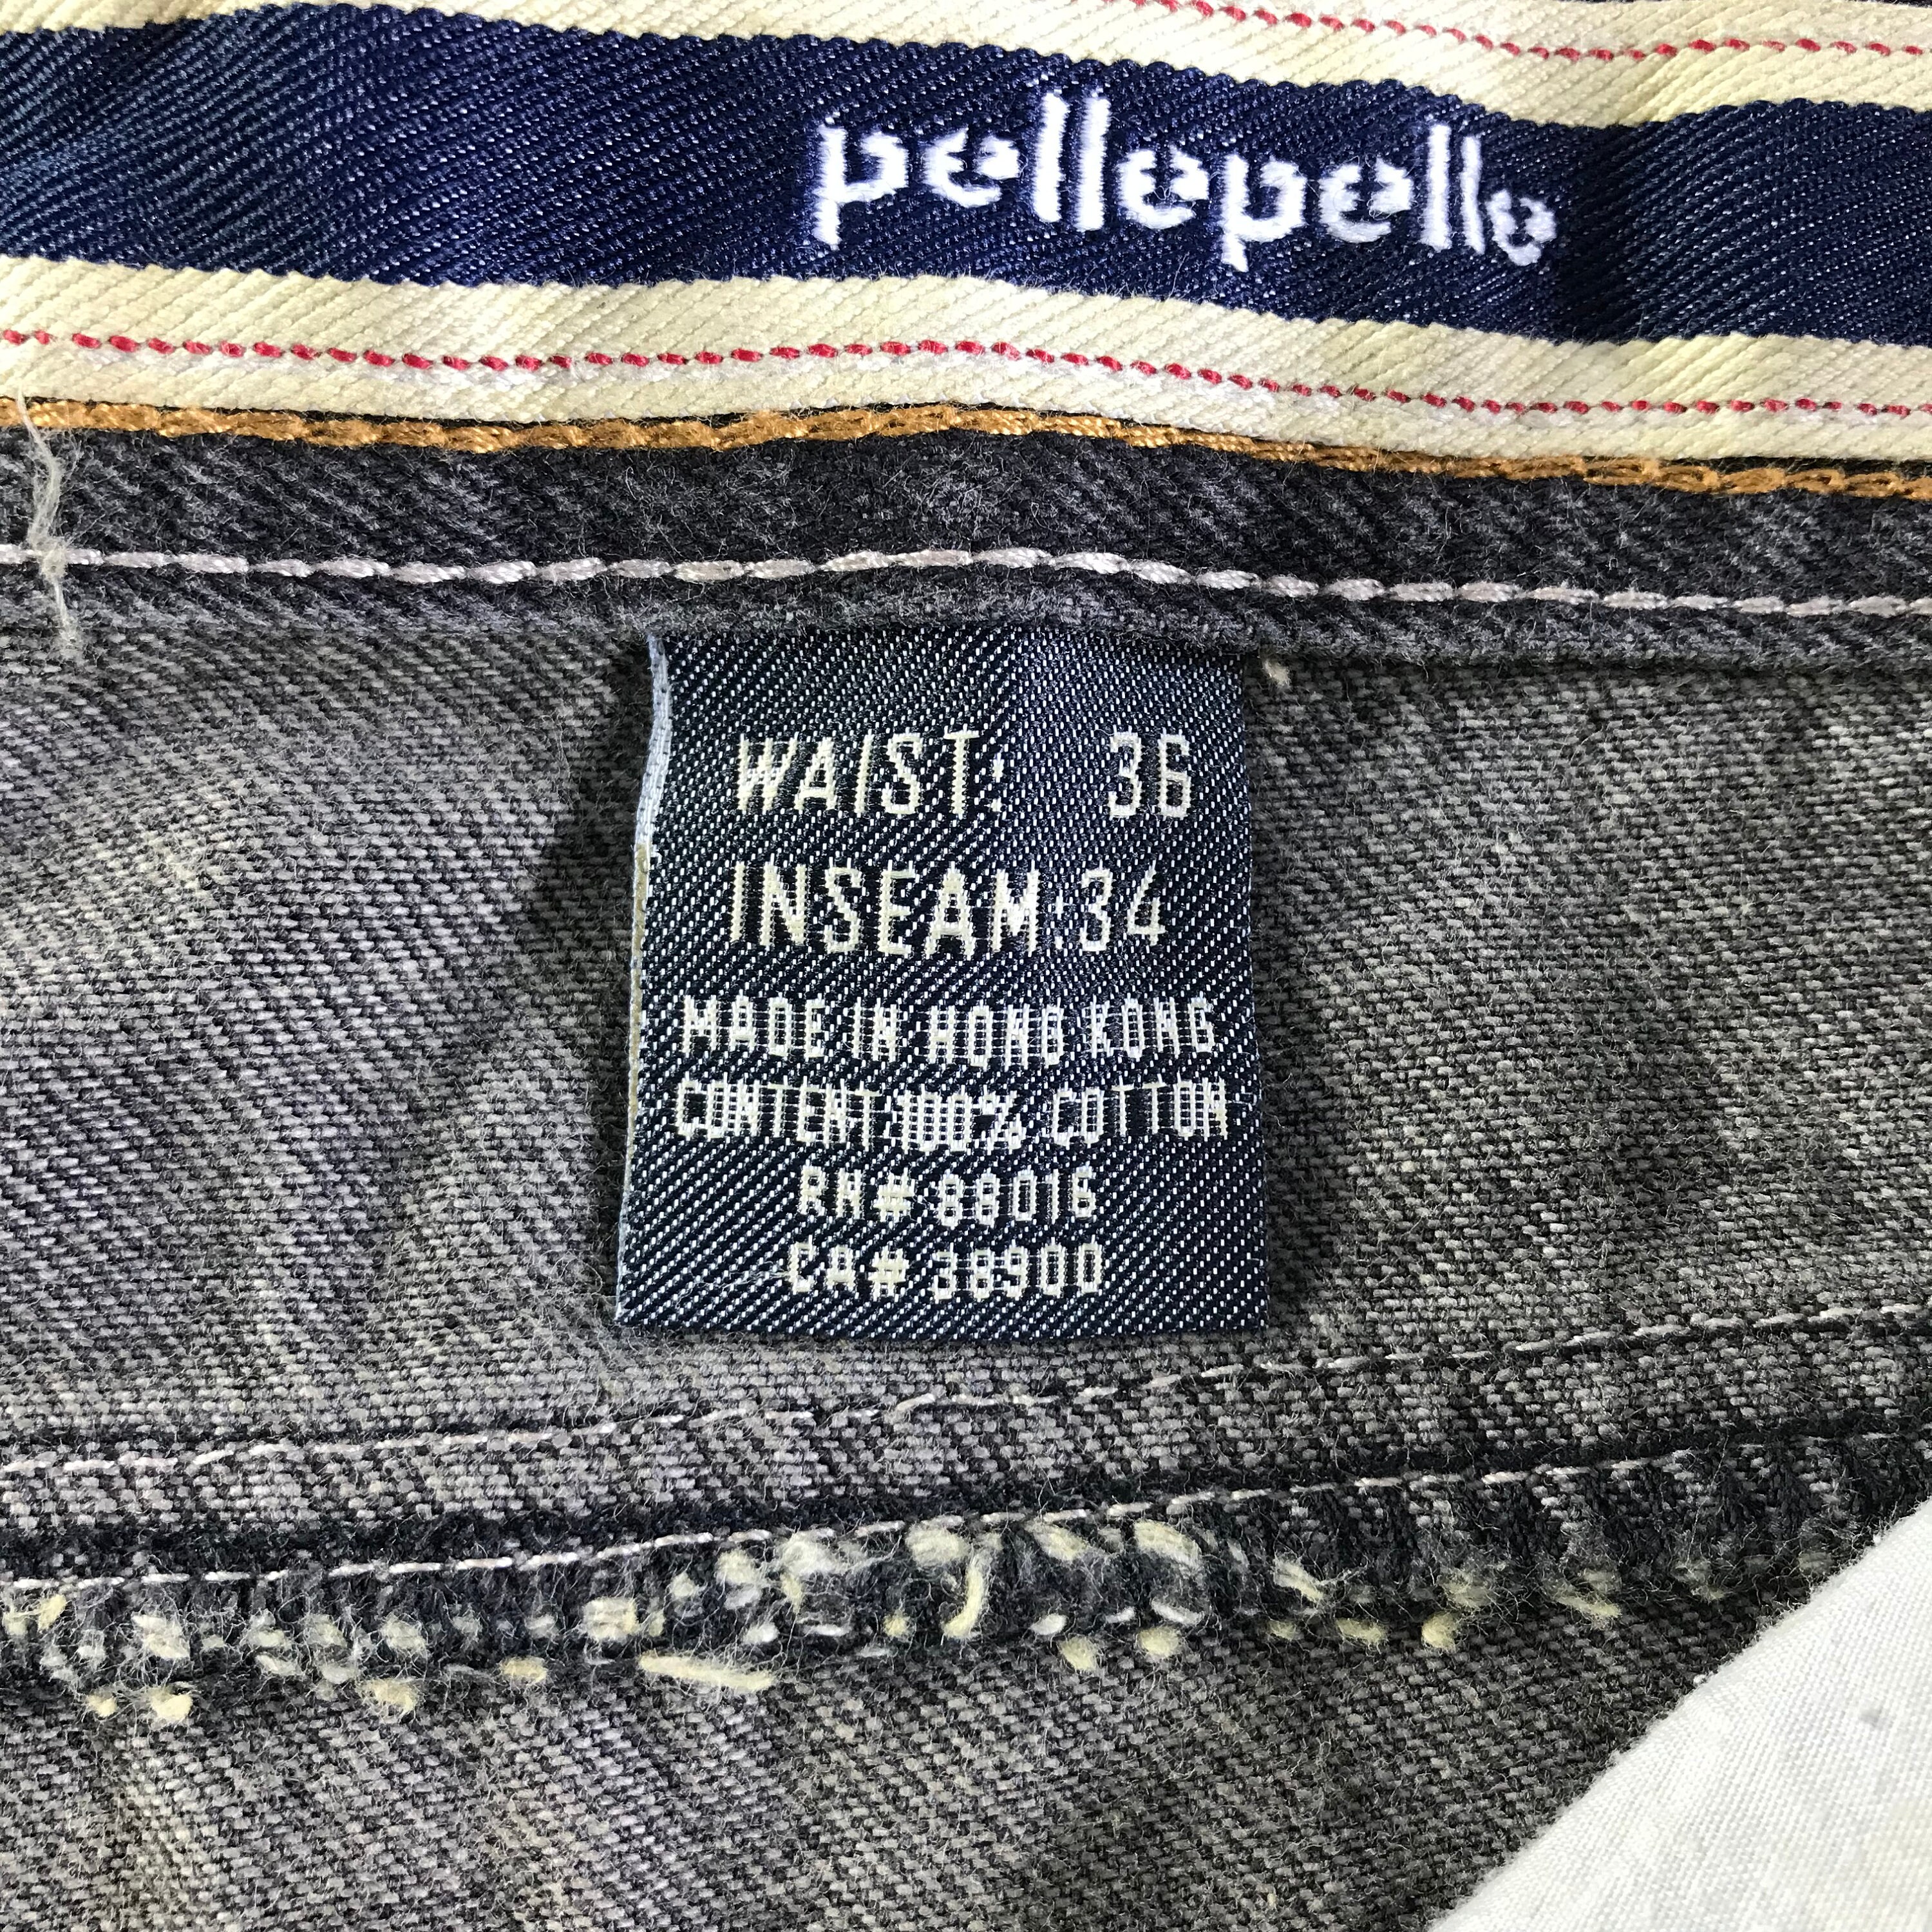 pellepelle
WAIST: 36
INSEAM:34
MADE IN HONG KONG
CONTENT:100% COTTON
RN# 88016
CA# 38900